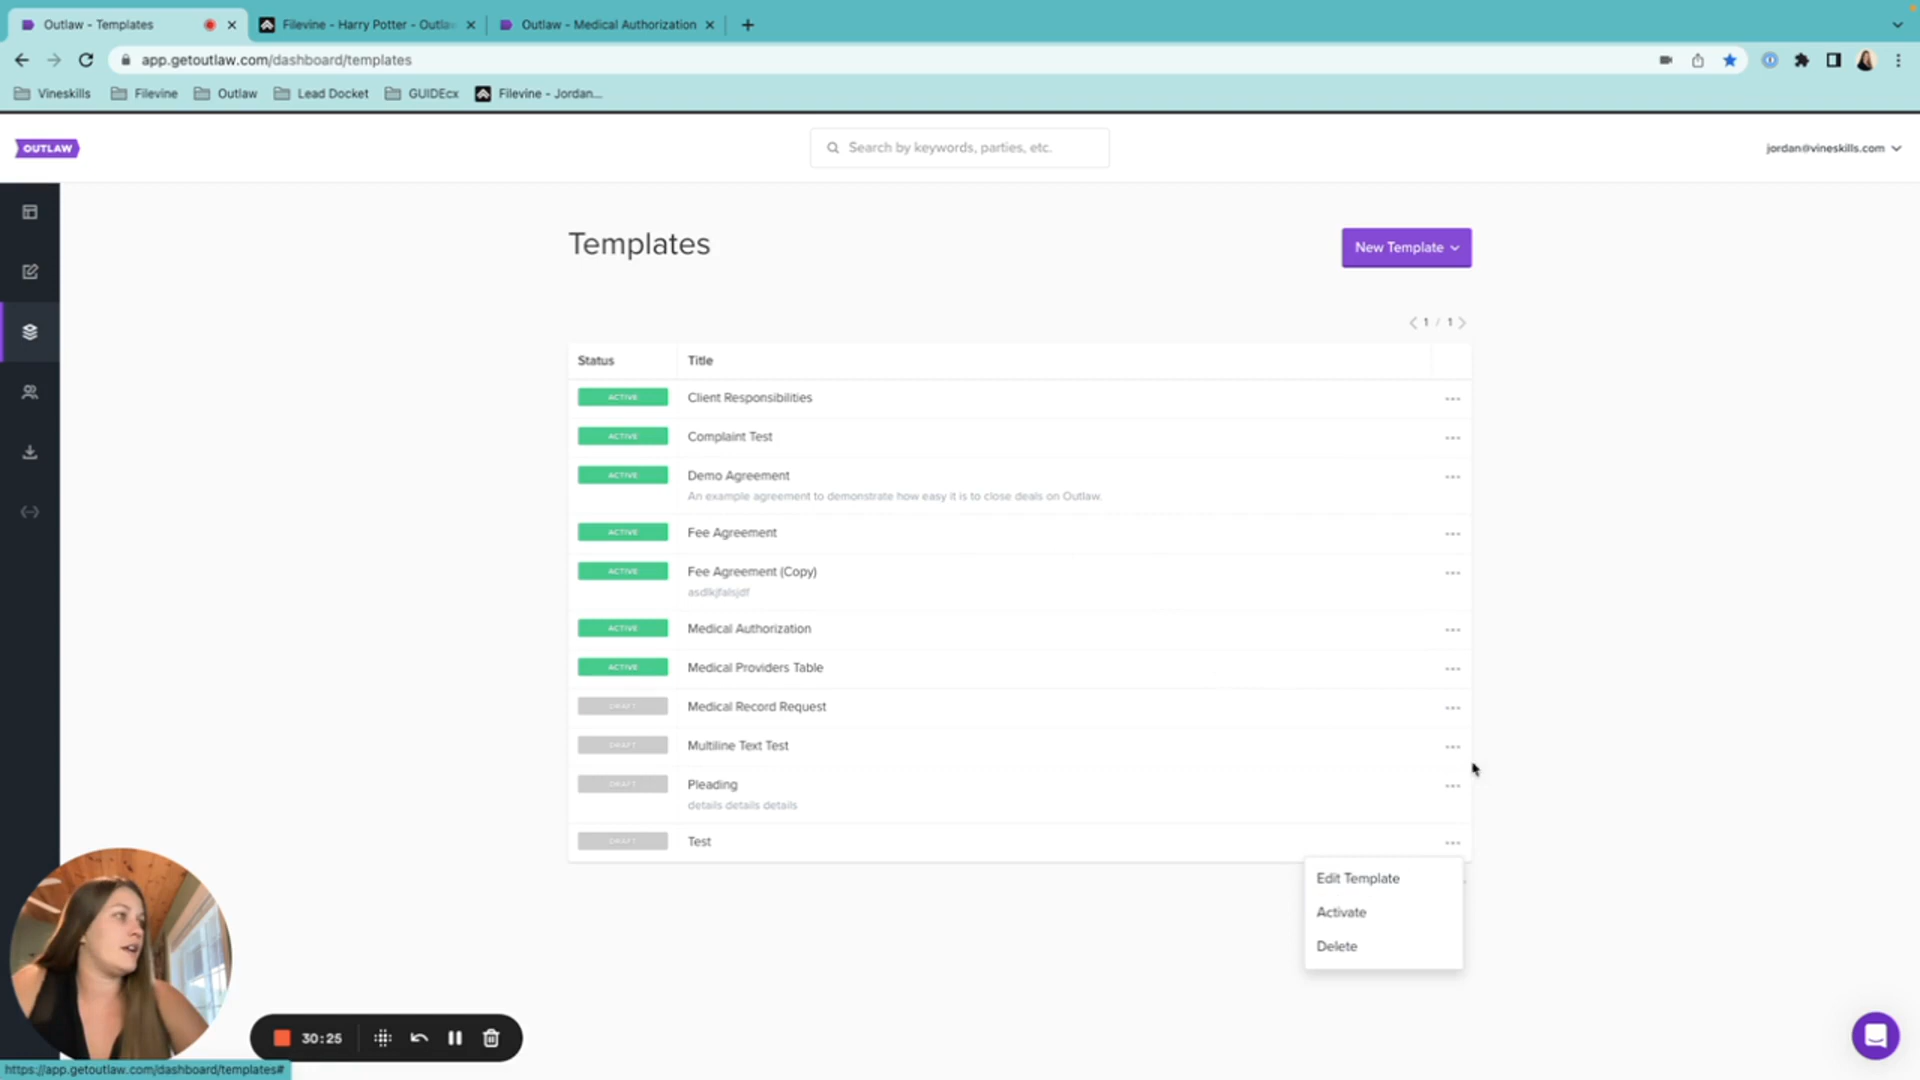 Outlaw - Templates
Filevine - Harry Potter - Outla
Outlaw - Medical Authorization
app.getoutlaw.com/dashboard/templates
Vineskills
Filevine
Outlaw
Lead Docket
GUIDEcx
Filevine - Jordan...
OUTLAW
Search by keywords, parties, etc.
jordan@vineskills.com
Templates
New Template
1 / 1
Status Title
ACTIVE Client Responsibilities
ACTIVE Complaint Test
ACTIVE Demo Agreement
An example agreement to demonstrate how easy it is to close deals on Outlaw.
ACTIVE Fee Agreement
ACTIVE Fee Agreement (Copy)
asdlkjfalsjdf
ACTIVE Medical Authorization
ACTIVE Medical Providers Table
DRAFT Medical Record Request
DRAFT Multiline Text Test
DRAFT Pleading
details details details
DRAFT Test
Edit Template
Activate
Delete
30:25
https://app.getoutlaw.com/dashboard/templates#